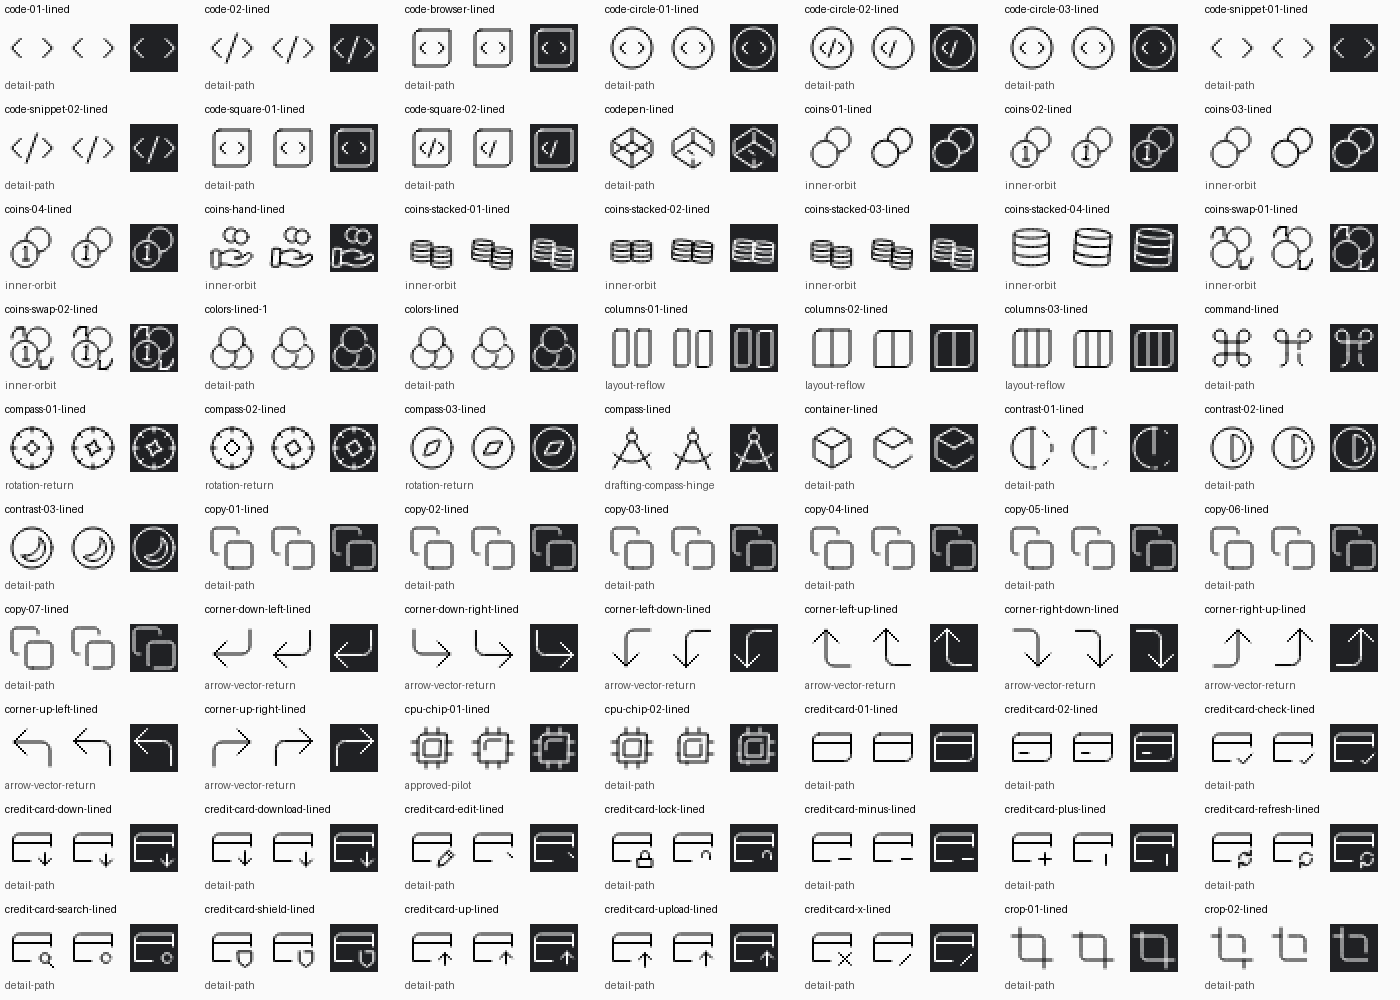 code-01-lined code-02-lined code-browser-lined code-circle-01-lined code-circle-02-lined code-circle-03-lined code-snippet-01-lined
detail-path detail-path detail-path detail-path detail-path detail-path detail-path
code-snippet-02-lined code-square-01-lined code-square-02-lined codepen-lined coins-01-lined coins-02-lined coins-03-lined
detail-path detail-path detail-path detail-path inner-orbit inner-orbit inner-orbit
coins-04-lined coins-hand-lined coins-stacked-01-lined coins-stacked-02-lined coins-stacked-03-lined coins-stacked-04-lined coins-swap-01-lined
inner-orbit inner-orbit inner-orbit inner-orbit inner-orbit inner-orbit inner-orbit
coins-swap-02-lined colors-lined-1 colors-lined columns-01-lined columns-02-lined columns-03-lined command-lined
inner-orbit detail-path detail-path layout-reflow layout-reflow layout-reflow detail-path
compass-01-lined compass-02-lined compass-03-lined compass-lined container-lined contrast-01-lined contrast-02-lined
rotation-return rotation-return rotation-return drafting-compass-hinge detail-path detail-path detail-path
contrast-03-lined copy-01-lined copy-02-lined copy-03-lined copy-04-lined copy-05-lined copy-06-lined
detail-path detail-path detail-path detail-path detail-path detail-path detail-path
copy-07-lined corner-down-left-lined corner-down-right-lined corner-left-down-lined corner-left-up-lined corner-right-down-lined corner-right-up-lined
detail-path arrow-vector-return arrow-vector-return arrow-vector-return arrow-vector-return arrow-vector-return arrow-vector-return
corner-up-left-lined corner-up-right-lined cpu-chip-01-lined cpu-chip-02-lined credit-card-01-lined credit-card-02-lined credit-card-check-lined
arrow-vector-return arrow-vector-return approved-pilot detail-path detail-path detail-path detail-path
credit-card-down-lined credit-card-download-lined credit-card-edit-lined credit-card-lock-lined credit-card-minus-lined credit-card-plus-lined credit-card-refresh-lined
detail-path detail-path detail-path detail-path detail-path detail-path detail-path
credit-card-search-lined credit-card-shield-lined credit-card-up-lined credit-card-upload-lined credit-card-x-lined crop-01-lined crop-02-lined
detail-path detail-path detail-path detail-path detail-path detail-path detail-path